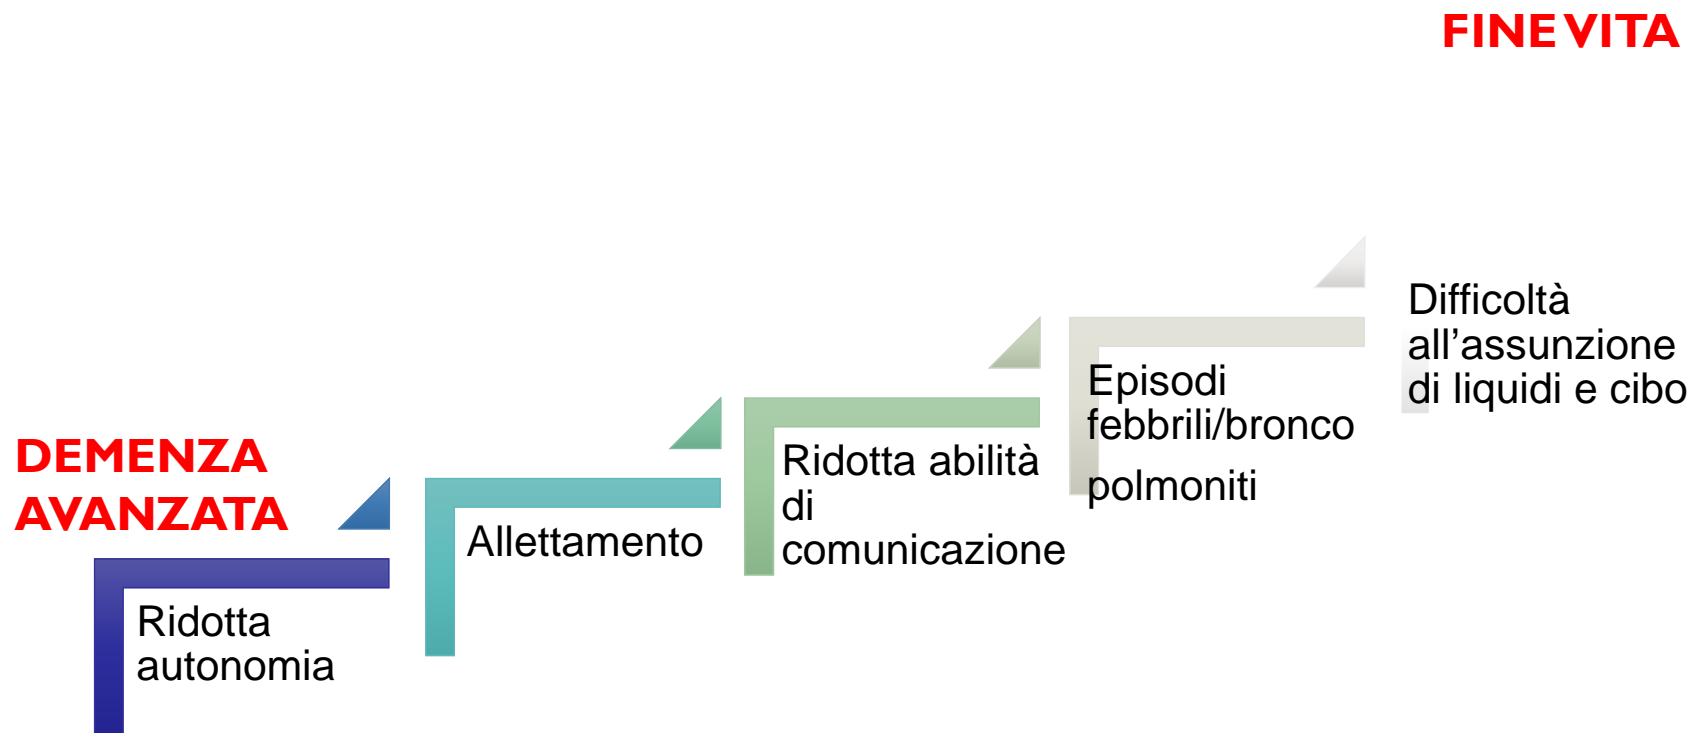 FINE VITA
DEMENZA
AVANZATA
Ridotta
autonomia
Allettamento
Ridotta abilità
di
comunicazione
Episodi
febbrili/bronco
polmoniti
Difficoltà
all’assunzione
di liquidi e cibo